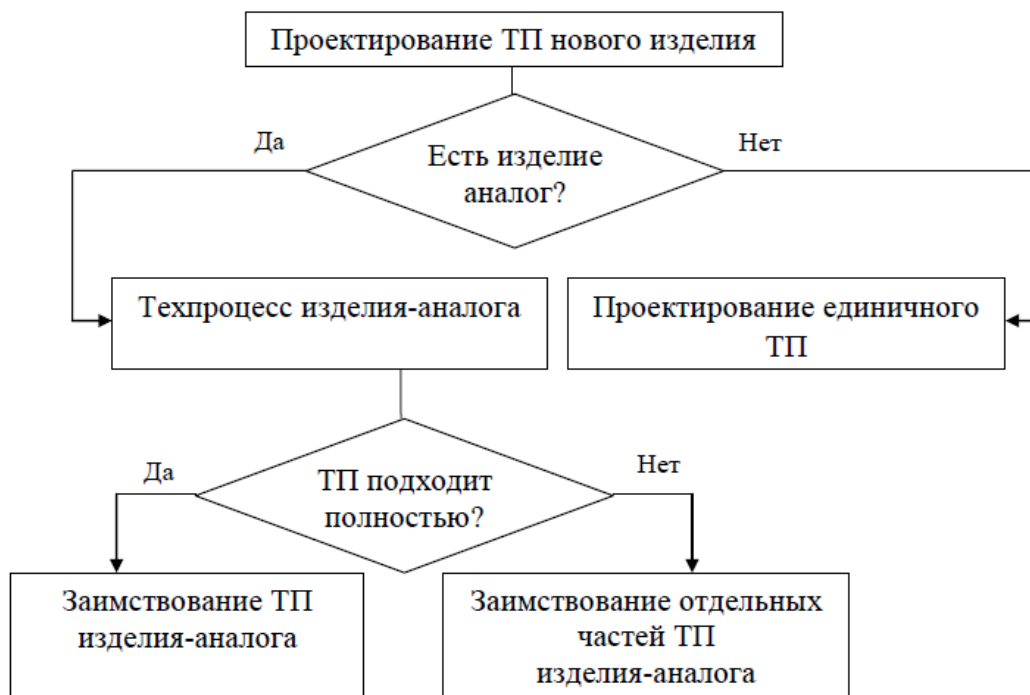 Проектирование ТП нового изделия
Да
Нет
Есть изделие
аналог?
Техпроцесс изделия-аналога
Проектирование единичного
ТП
Да
Нет
ТП подходит
полностью?
Заимствование ТП
изделия-аналога
Заимствование отдельных
частей ТП
изделия-аналога